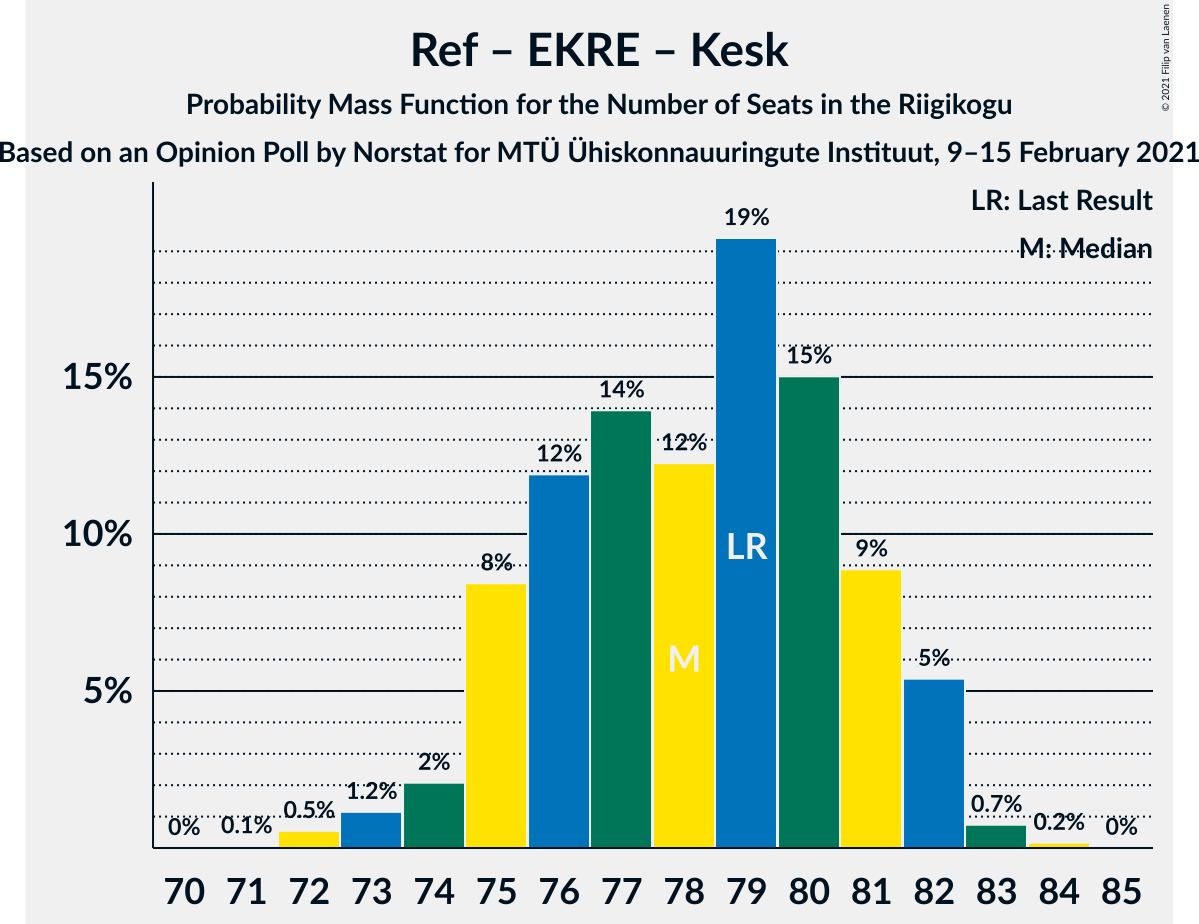 Ref – EKRE – Kesk
Probability Mass Function for the Number of Seats in the Riigikogu
Based on an Opinion Poll by Norstat for MTÜ Ühiskonnauuringute Instituut, 9–15 February 2021
© 2021 Filip van Laenen
LR: Last Result
M: Median
15%
10%
5%
0%
0.1%
0.5%
1.2%
2%
8%
12%
14%
12%
19%
15%
9%
5%
0.7%
0.2%
0%
M
LR
70 71 72 73 74 75 76 77 78 79 80 81 82 83 84 85